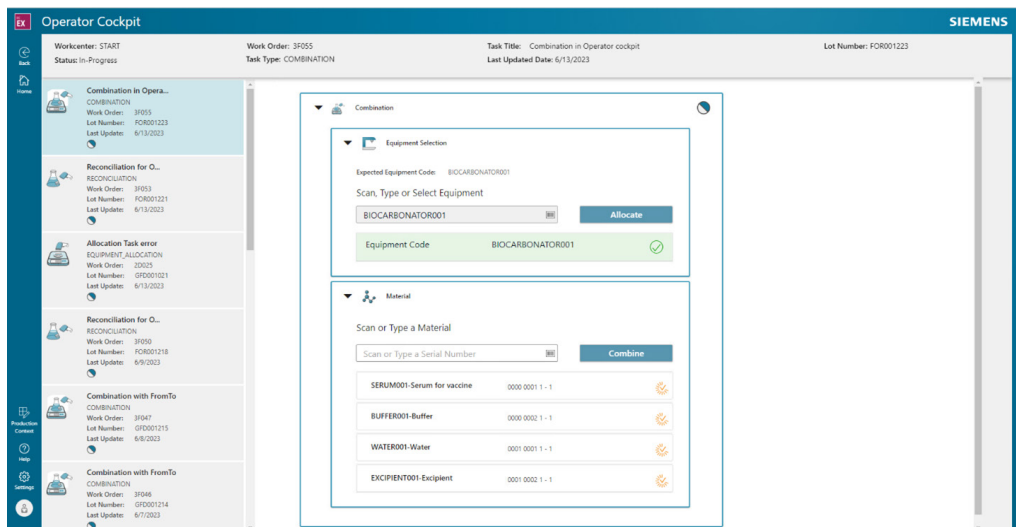 EX Operator Cockpit SIEMENS
Workcenter: START Work Order: 3F055 Task Title: Combination in Operator cockpit Lot Number: FOR001223
Status: In-Progress Task Type: COMBINATION Last Updated Date: 6/13/2023
Back
Home
Production
Context
Help
Settings
Combination in Opera...
COMBINATION
Work Order: 3F055
Lot Number: FOR001223
Last Update: 6/13/2023
Reconciliation for O...
RECONCILIATION
Work Order: 3F053
Lot Number: FOR001221
Last Update: 6/13/2023
Allocation Task error
EQUIPMENT_ALLOCATION
Work Order: 2D025
Lot Number: GFD001021
Last Update: 6/13/2023
Reconciliation for O...
RECONCILIATION
Work Order: 3F050
Lot Number: FOR001218
Last Update: 6/9/2023
Combination with FromTo
COMBINATION
Work Order: 3F047
Lot Number: GFD001215
Last Update: 6/8/2023
Combination with FromTo
COMBINATION
Work Order: 3F046
Lot Number: GFD001214
Last Update: 6/7/2023
Combination
Equipment Selection
Expected Equipment Code: BIOCARBONATOR001
Scan, Type or Select Equipment
BIOCARBONATOR001 Allocate
Equipment Code BIOCARBONATOR001
Material
Scan or Type a Material
Scan or Type a Serial Number Combine
SERUM001-Serum for vaccine 0000 0001 1 - 1
BUFFER001-Buffer 0000 0002 1 - 1
WATER001-Water 0001 0001 1 - 1
EXCIPIENT001-Excipient 0001 0002 1 - 1